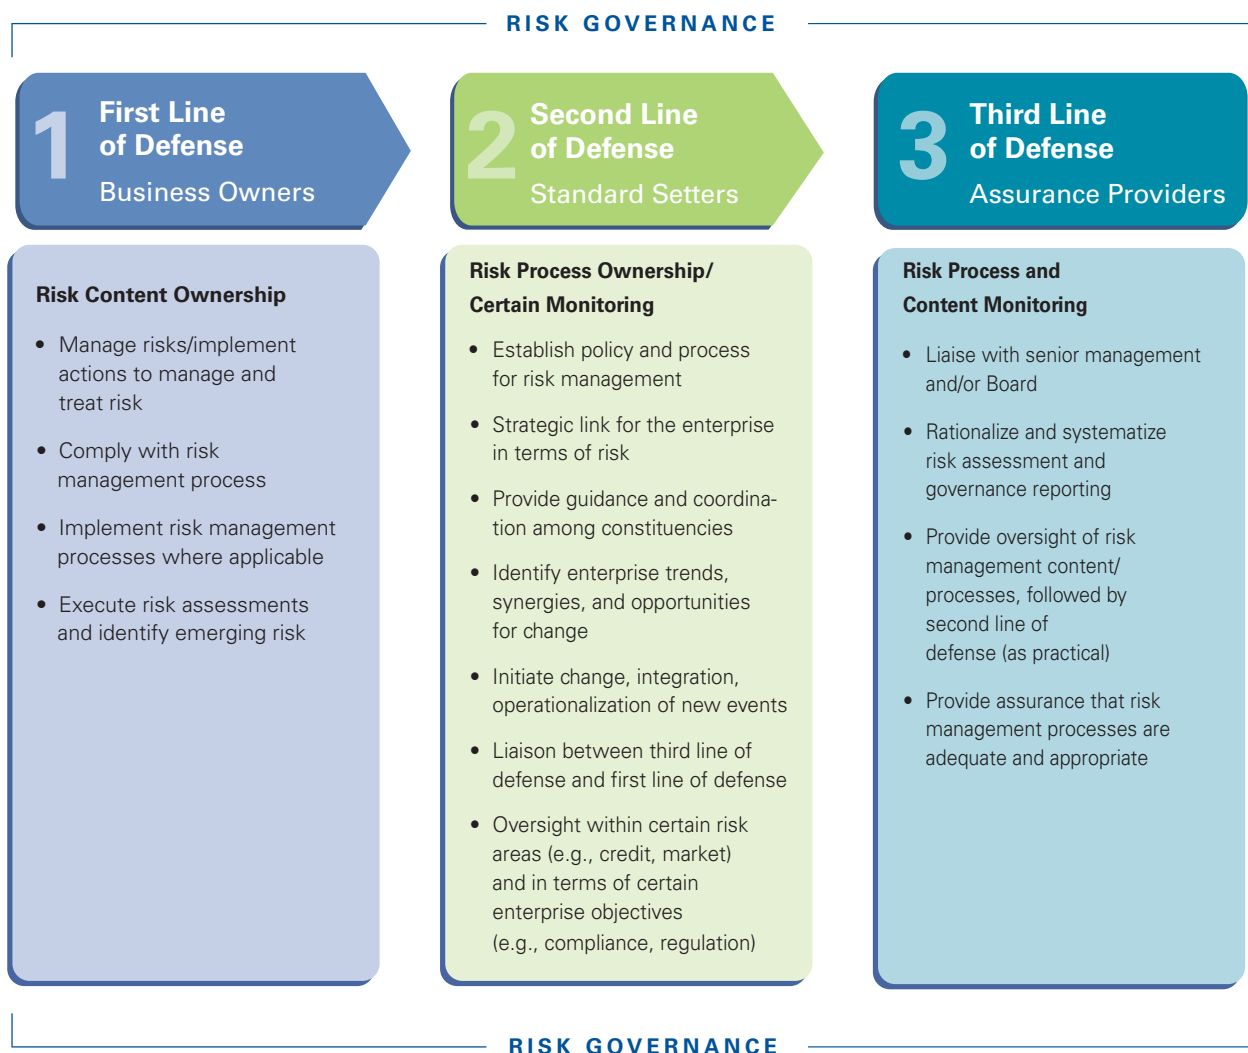 RISK GOVERNANCE
1
First Line
of Defense
Business Owners
Risk Content Ownership
• Manage risks/implement
actions to manage and
treat risk
• Comply with risk
management process
• Implement risk management
processes where applicable
• Execute risk assessments
and identify emerging risk
2
Second Line
of Defense
Standard Setters
Risk Process Ownership/
Certain Monitoring
• Establish policy and process
for risk management
• Strategic link for the enterprise
in terms of risk
• Provide guidance and coordina-
tion among constituencies
• Identify enterprise trends,
synergies, and opportunities
for change
• Initiate change, integration,
operationalization of new events
• Liaison between third line of
defense and first line of defense
• Oversight within certain risk
areas (e.g., credit, market)
and in terms of certain
enterprise objectives
(e.g., compliance, regulation)
3
Third Line
of Defense
Assurance Providers
Risk Process and
Content Monitoring
• Liaise with senior management
and/or Board
• Rationalize and systematize
risk assessment and
governance reporting
• Provide oversight of risk
management content/
processes, followed by
second line of
defense (as practical)
• Provide assurance that risk
management processes are
adequate and appropriate
RISK GOVERNANCE